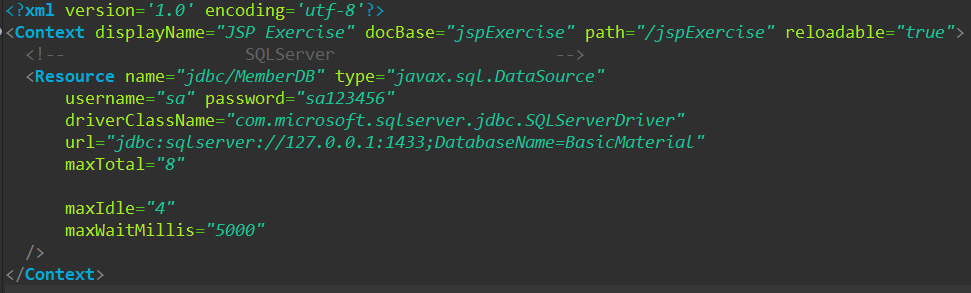 <?xml version='1.0' encoding='utf-8'?>
<Context displayName="JSP Exercise" docBase="jspExercise" path="/jspExercise" reloadable="true">
<!-- SQLServer -->
<Resource name="jdbc/MemberDB" type="javax.sql.DataSource"
username="sa" password="sa123456"
driverClassName="com.microsoft.sqlserver.jdbc.SQLServerDriver"
url="jdbc:sqlserver://127.0.0.1:1433;DatabaseName=BasicMaterial"
maxTotal="8"
maxIdle="4"
maxWaitMillis="5000"
/>
</Context>